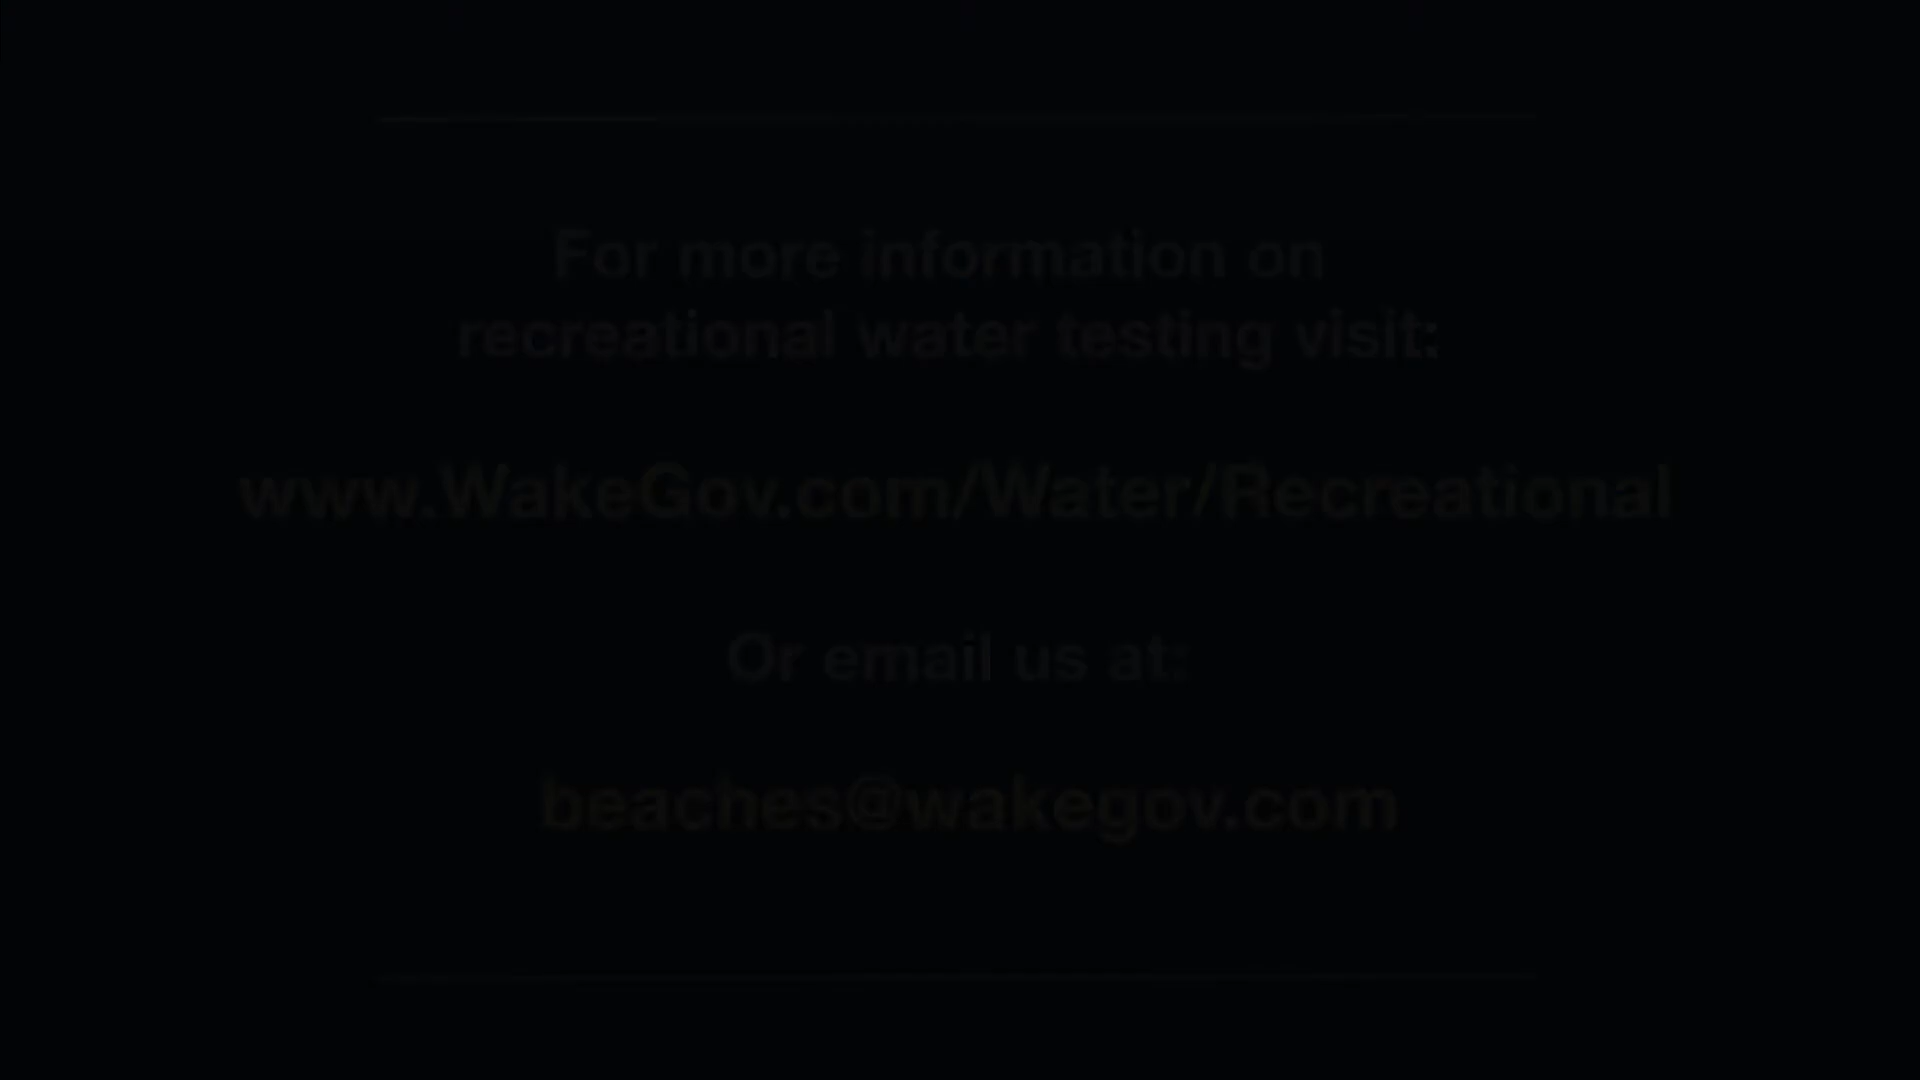 For more information on
recreational water testing visit:
www.WakeGov.com/Water/Recreational
Or email us at:
beaches@wakegov.com